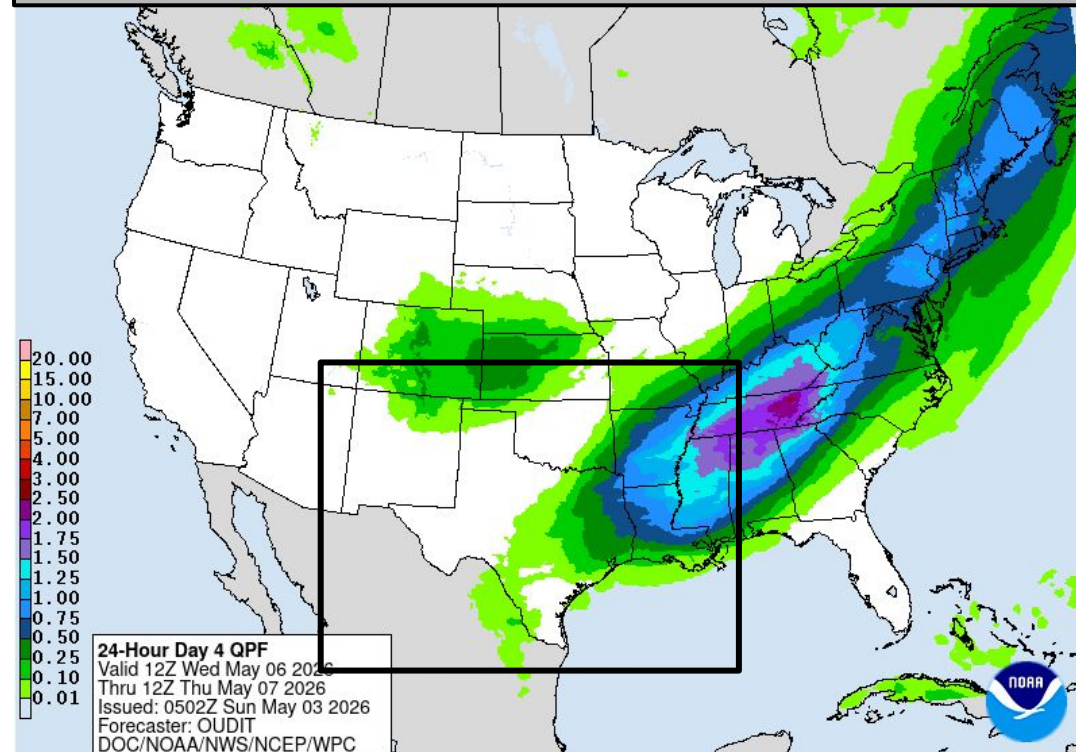 20.00
15.00
10.00
7.00
5.00
4.00
3.00
2.50
2.00
1.75
1.50
1.25
1.00
0.75
0.50
0.25
0.10
0.01
24-Hour Day 4 QPF
Valid 12Z Wed May 06 2026
Thru 12Z Thu May 07 2026
Issued: 0502Z Sun May 03 2026
Forecaster: OUDIT
DOC/NOAA/NWS/NCEP/WPC
NOAA